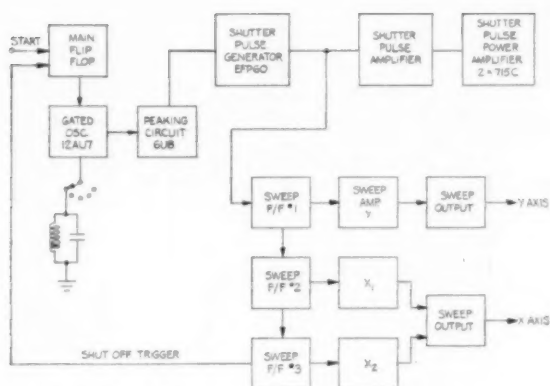 START
MAIN
FLIP
FLOP
SHUTTER
PULSE
GENERATOR
EFP60
SHUTTER
PULSE
AMPLIFIER
SHUTTER
PULSE
POWER
AMPLIFIER
2-715C
GATED
OSC
12AU7
PEAKING
CIRCUIT
6U8
SWEEP
F/F #1
SWEEP
AMP
Y
SWEEP
OUTPUT
Y AXIS
SWEEP
F/F #2
X1
SWEEP
OUTPUT
X AXIS
SHUT OFF TRIGGER
SWEEP
F/F #3
X2